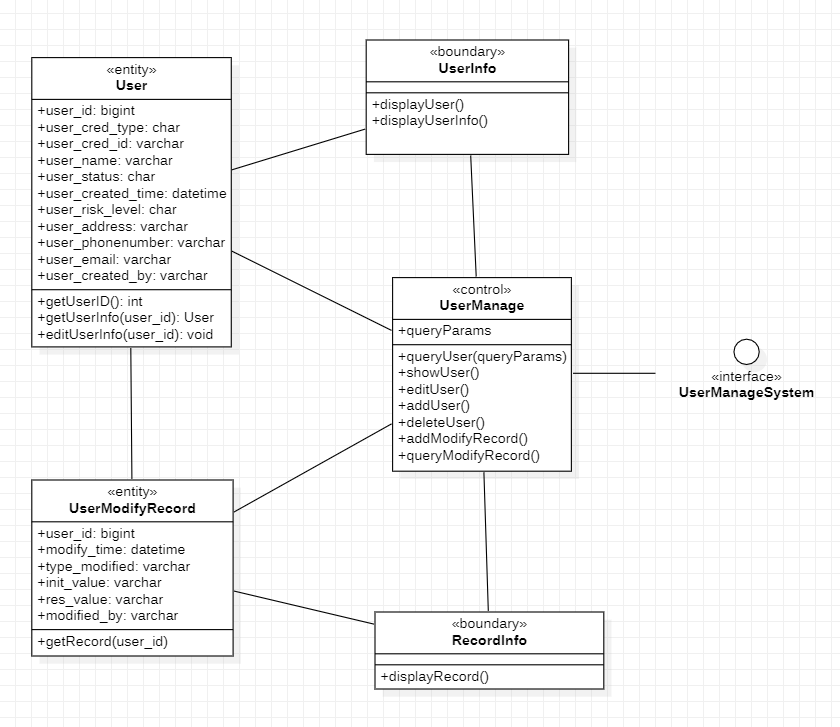 «entity»
User
+user_id: bigint
+user_cred_type: char
+user_cred_id: varchar
+user_name: varchar
+user_status: char
+user_created_time: datetime
+user_risk_level: char
+user_address: varchar
+user_phonenumber: varchar
+user_email: varchar
+user_created_by: varchar
+getUserID(): int
+getUserInfo(user_id): User
+editUserInfo(user_id): void
«boundary»
UserInfo
+displayUser()
+displayUserInfo()
«control»
UserManage
+queryParams
+queryUser(queryParams)
+showUser()
+editUser()
+addUser()
+deleteUser()
+addModifyRecord()
+queryModifyRecord()
«interface»
UserManageSystem
«entity»
UserModifyRecord
+user_id: bigint
+modify_time: datetime
+type_modified: varchar
+init_value: varchar
+res_value: varchar
+modified_by: varchar
+getRecord(user_id)
«boundary»
RecordInfo
+displayRecord()